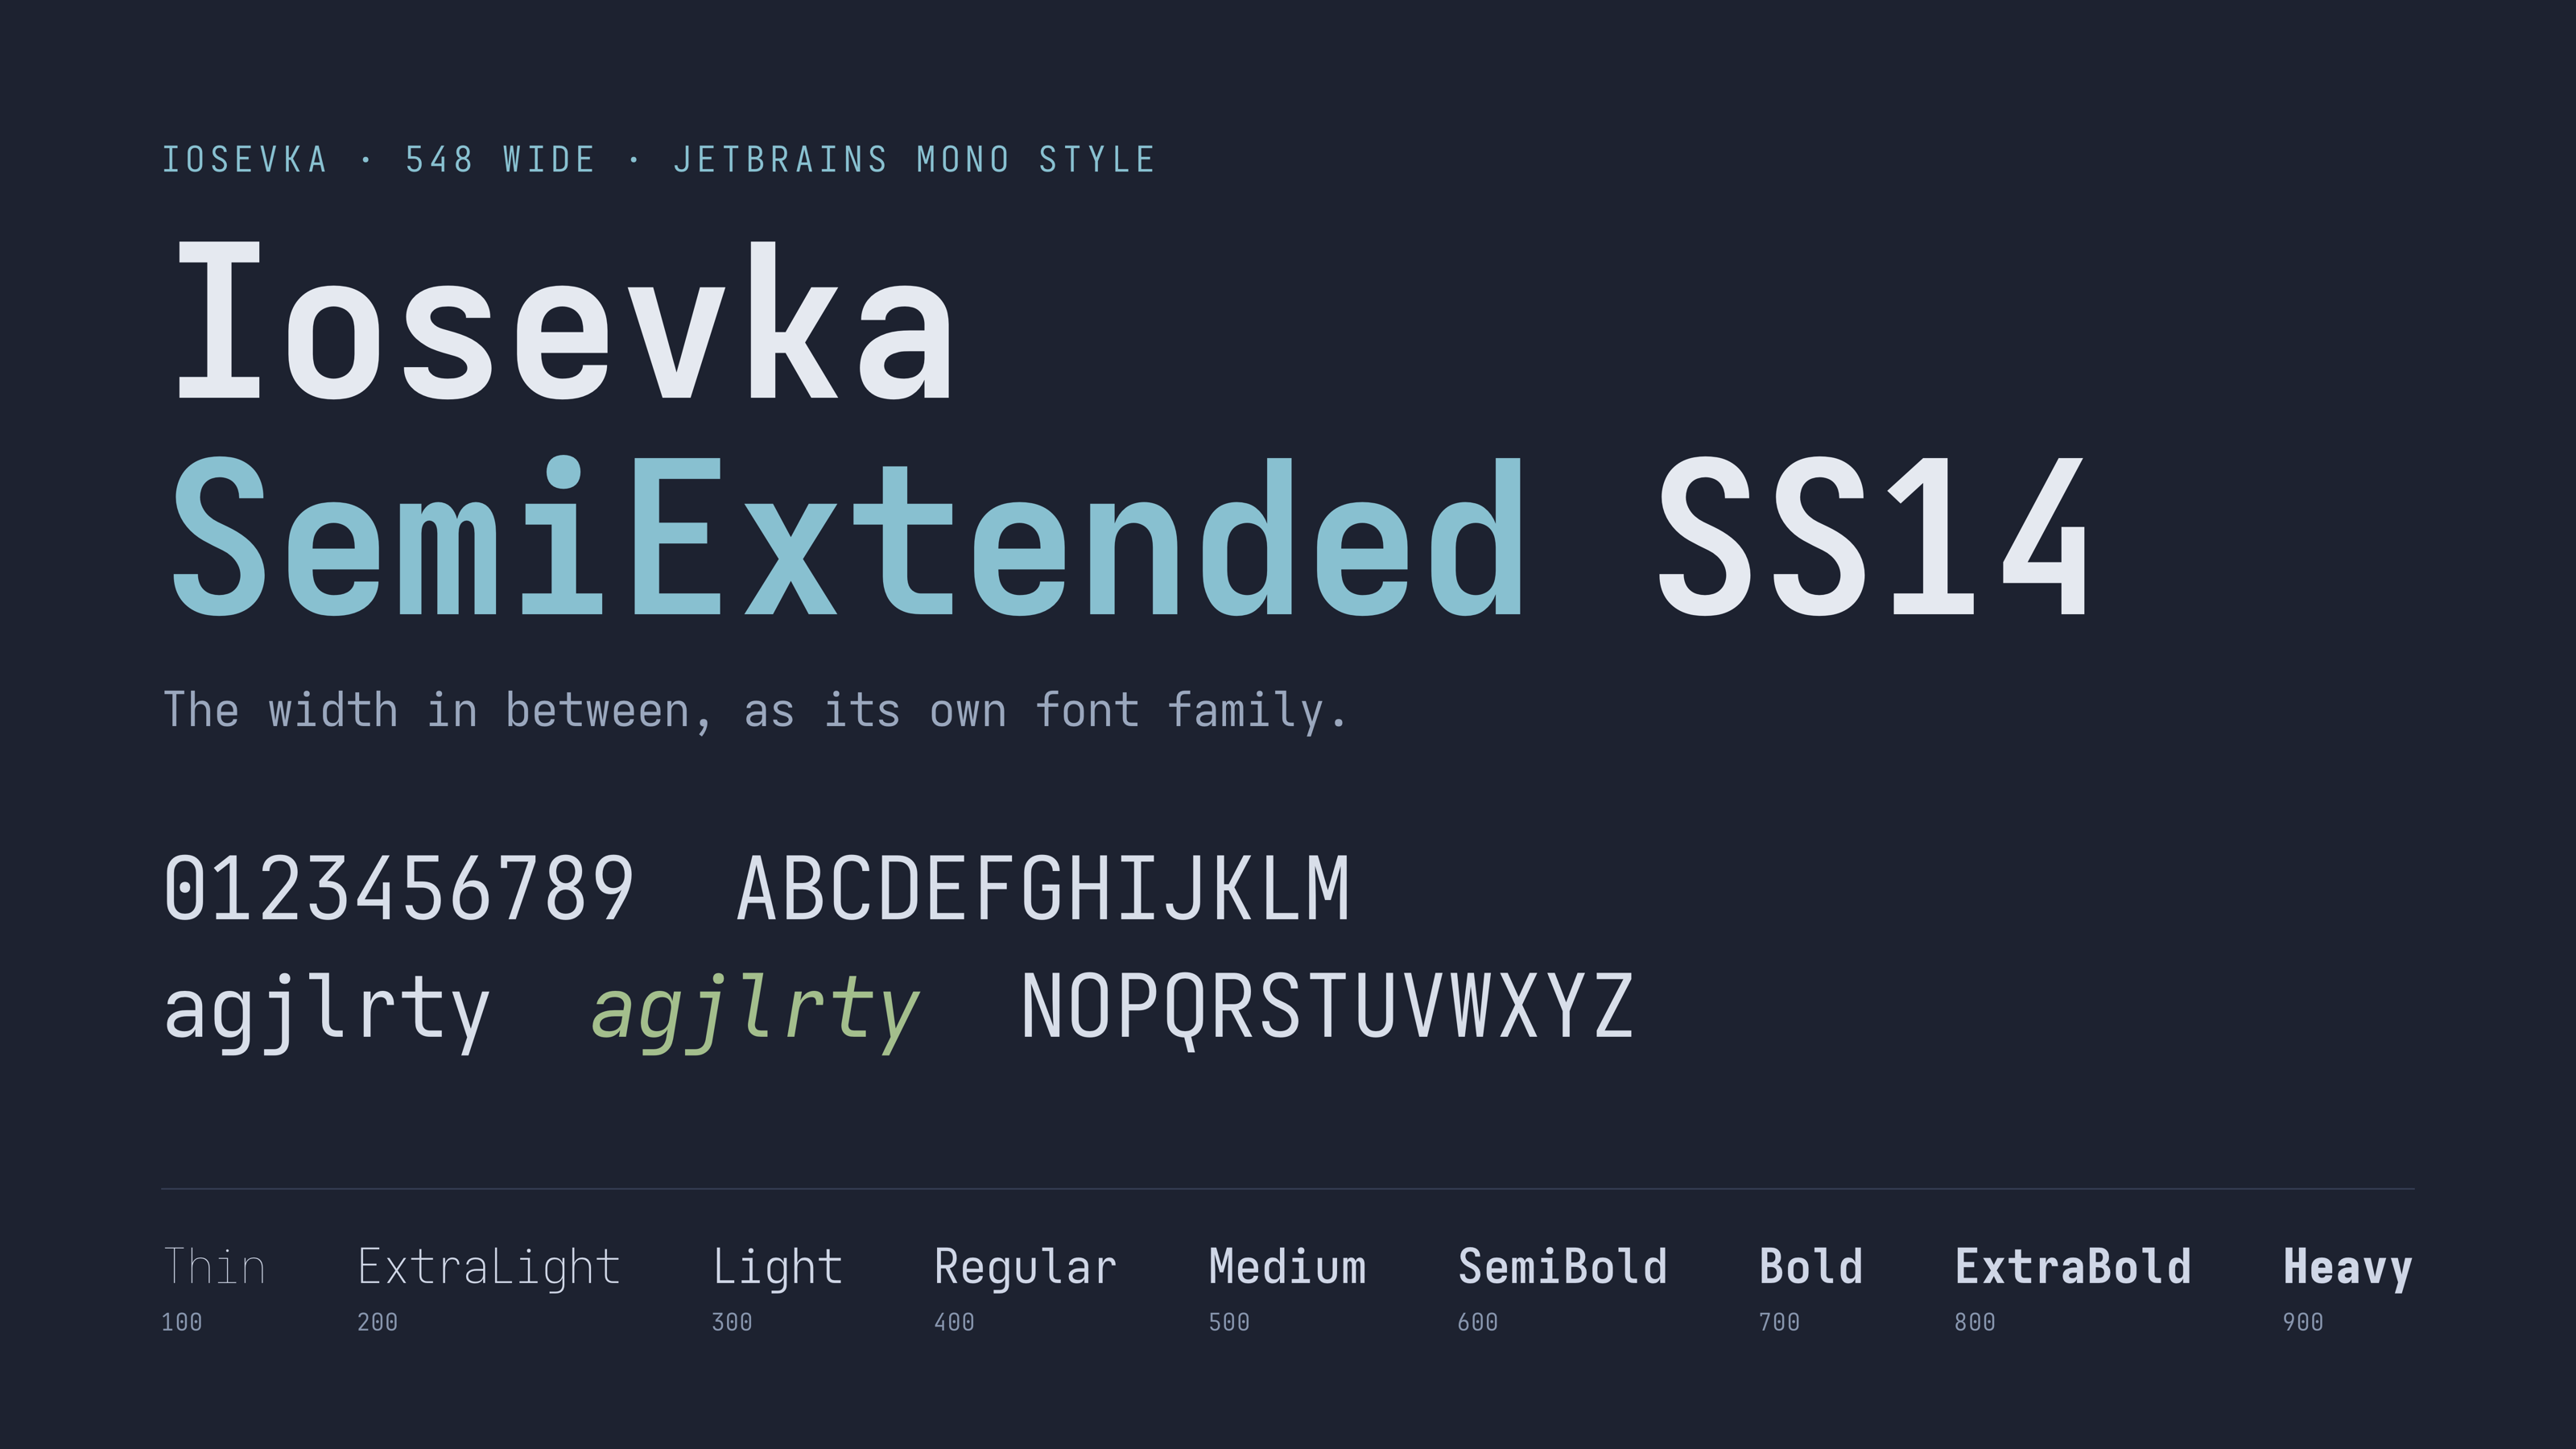 IOSEVKA · 548 WIDE · JETBRAINS MONO STYLE
Iosevka
SemiExtended SS14
The width in between, as its own font family.
0123456789 ABCDEFGHIJKLM
agjlrty agjlrty NOPQRSTUVWXYZ
Thin ExtraLight Light Regular Medium SemiBold Bold ExtraBold Heavy
100 200 300 400 500 600 700 800 900